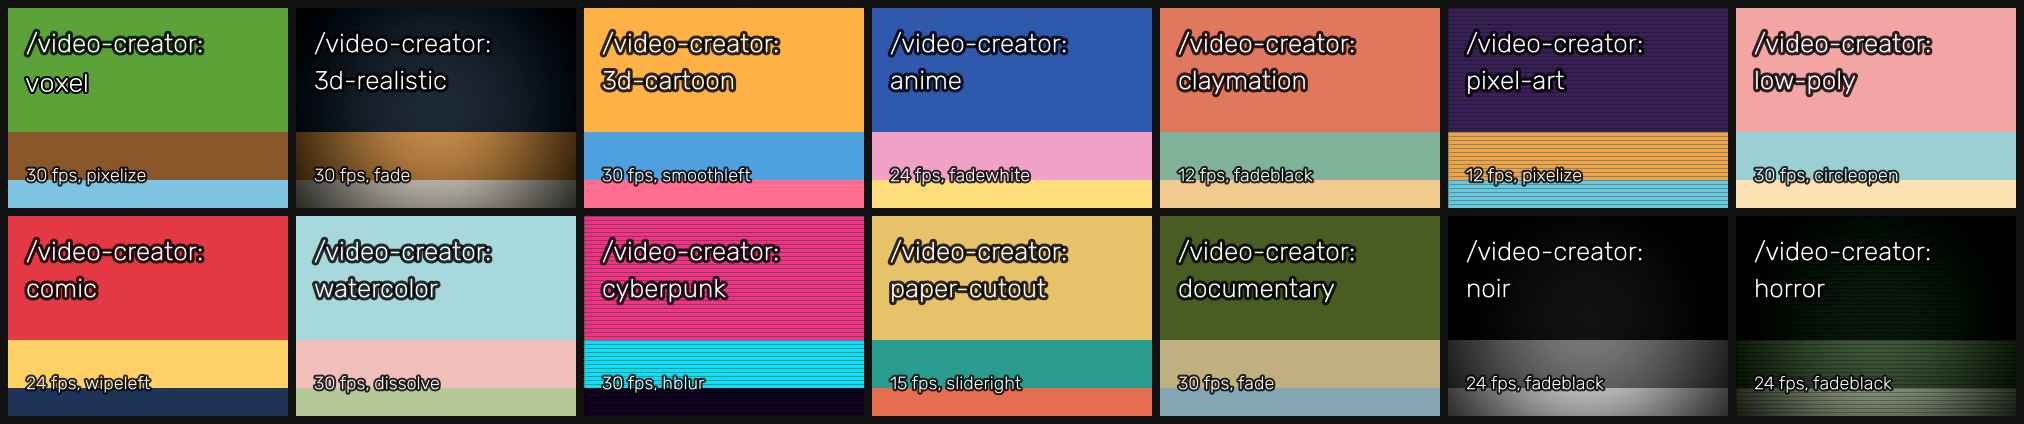 /video-creator:
voxel
30 fps, pixelize
/video-creator:
3d-realistic
30 fps, fade
/video-creator:
3d-cartoon
30 fps, smoothleft
/video-creator:
anime
24 fps, fadewhite
/video-creator:
claymation
12 fps, fadeblack
/video-creator:
pixel-art
12 fps, pixelize
/video-creator:
low-poly
30 fps, circleopen
/video-creator:
comic
24 fps, wipeleft
/video-creator:
watercolor
30 fps, dissolve
/video-creator:
cyberpunk
30 fps, hblur
/video-creator:
paper-cutout
15 fps, slideright
/video-creator:
documentary
30 fps, fade
/video-creator:
noir
24 fps, fadeblack
/video-creator:
horror
24 fps, fadeblack